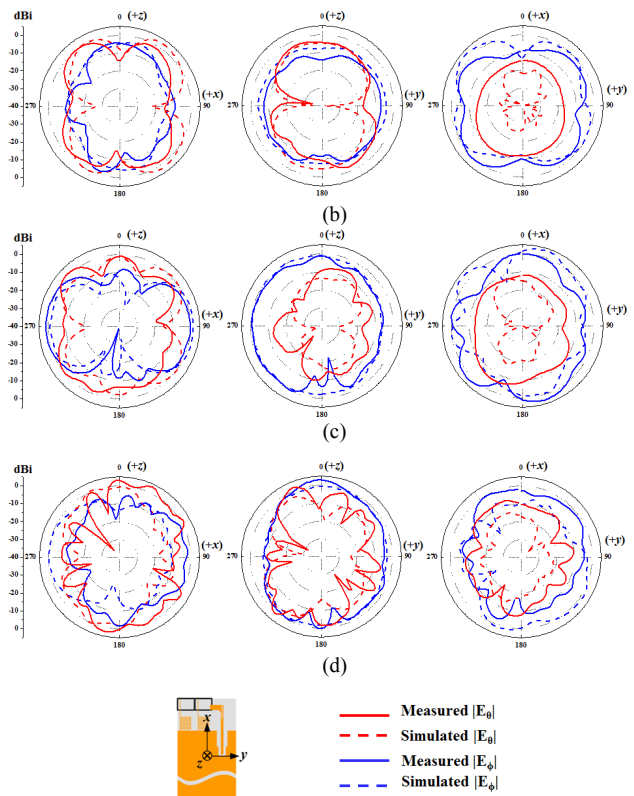 dBi
0 (+z)
0 (+z)
0 (+x)
0
-10
-20
-30
-40
-30
-20
-10
0
270
(+x)
90
270
(+y)
90
270
(+y)
90
180
180
180
(b)
dBi
0 (+z)
0 (+z)
0 (+x)
0
-10
-20
-30
-40
-30
-20
-10
0
270
(+x)
90
270
(+y)
90
270
(+y)
90
180
180
180
(c)
dBi
0 (+z)
0 (+z)
0 (+x)
0
-10
-20
-30
-40
-30
-20
-10
0
270
(+x)
90
270
(+y)
90
270
(+y)
90
180
180
180
(d)
x
y
z
Measured |Eθ|
Simulated |Eθ|
Measured |Eϕ|
Simulated |Eϕ|